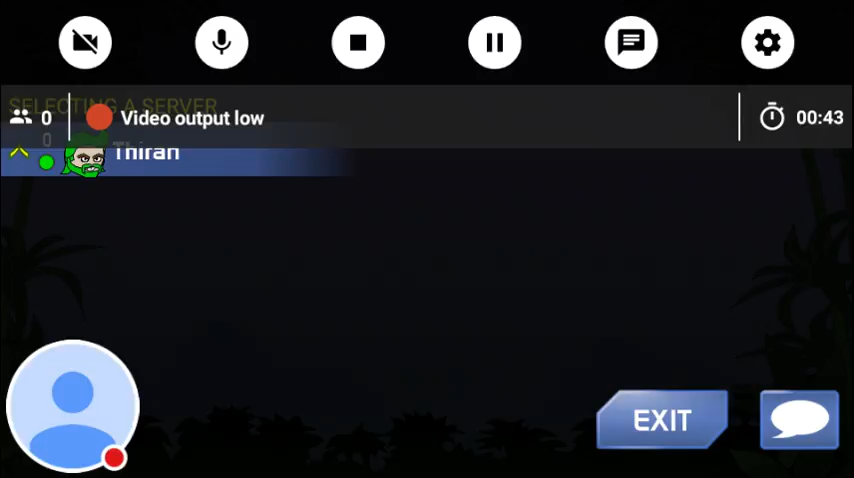 SELECTING A SERVER
0
Video output low
00:43
0
Thiran
EXIT